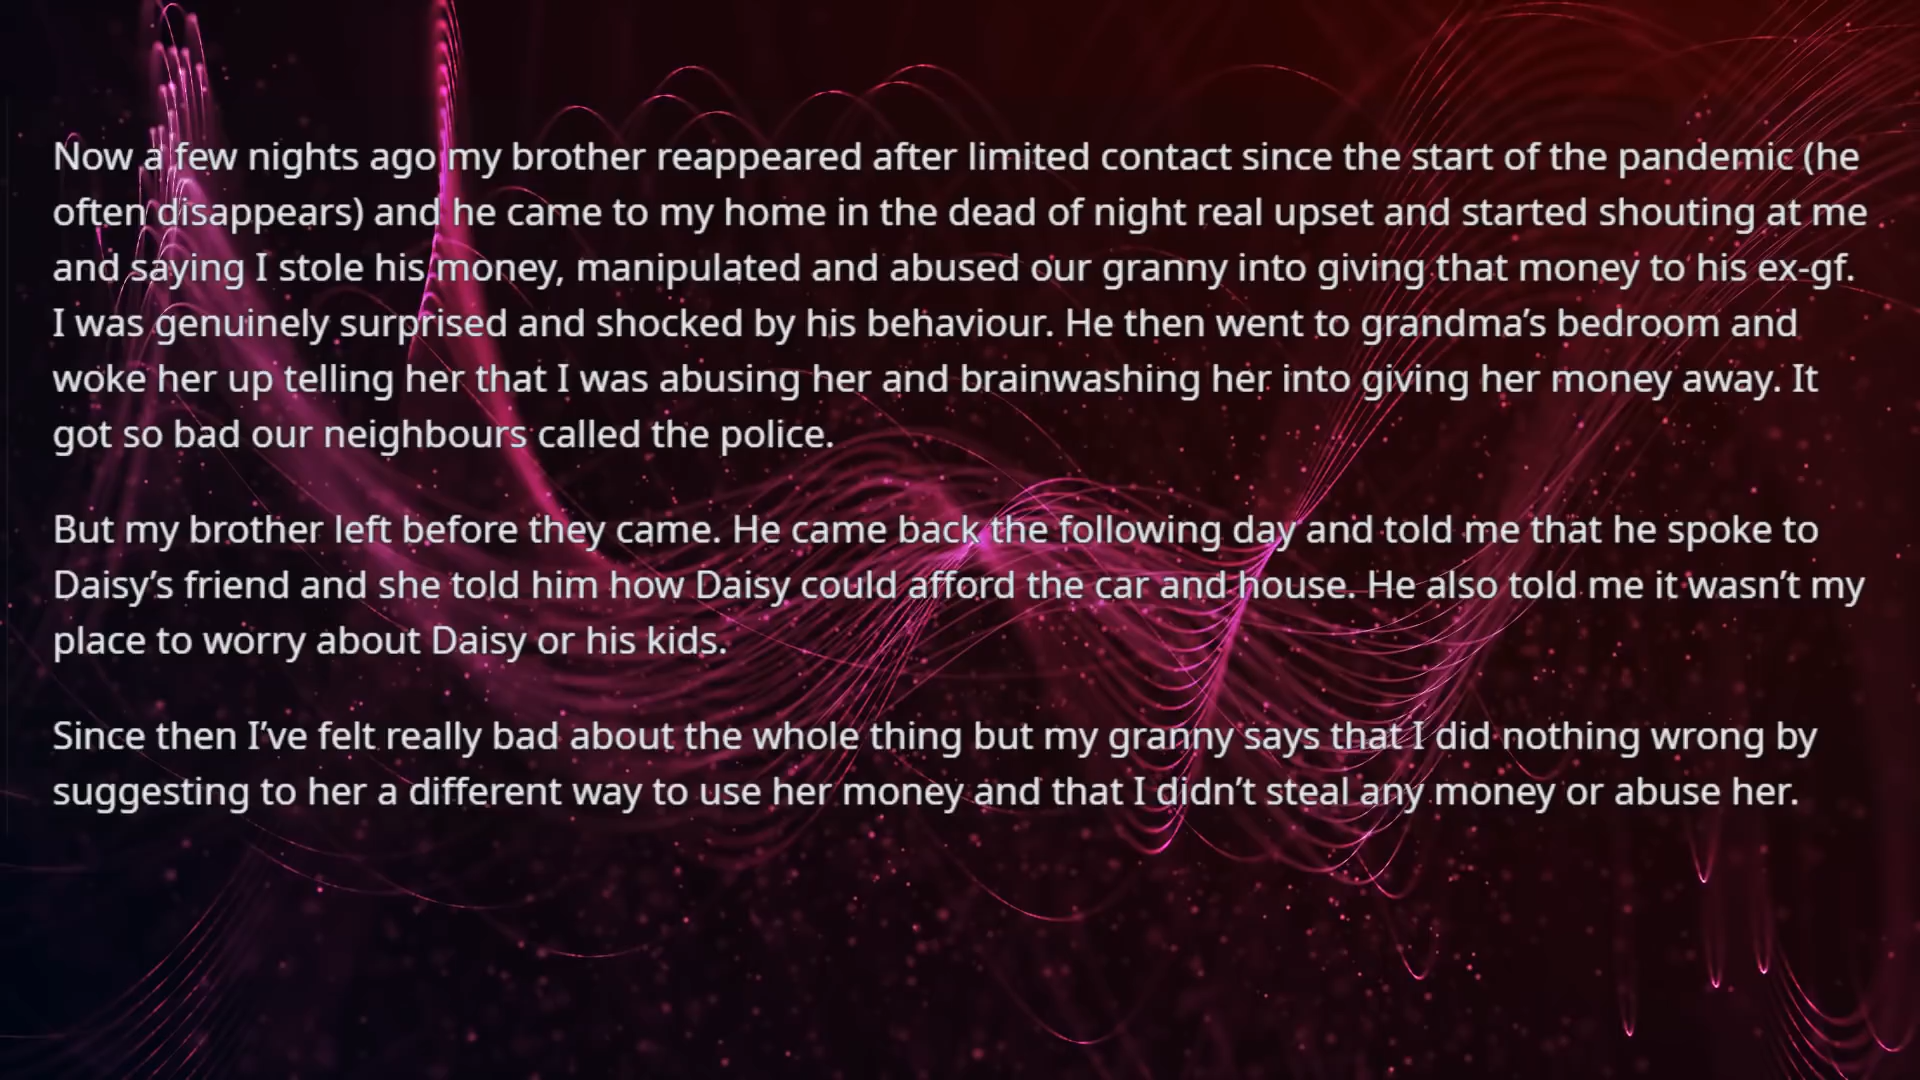 Now a few nights ago my brother reappeared after limited contact since the start of the pandemic (he
often disappears) and he came to my home in the dead of night real upset and started shouting at me
and saying I stole his money, manipulated and abused our granny into giving that money to his ex-gf.
I was genuinely surprised and shocked by his behaviour. He then went to grandma’s bedroom and
woke her up telling her that I was abusing her and brainwashing her into giving her money away. It
got so bad our neighbours called the police.
But my brother left before they came. He came back the following day and told me that he spoke to
Daisy’s friend and she told him how Daisy could afford the car and house. He also told me it wasn’t my
place to worry about Daisy or his kids.
Since then I’ve felt really bad about the whole thing but my granny says that I did nothing wrong by
suggesting to her a different way to use her money and that I didn’t steal any money or abuse her.